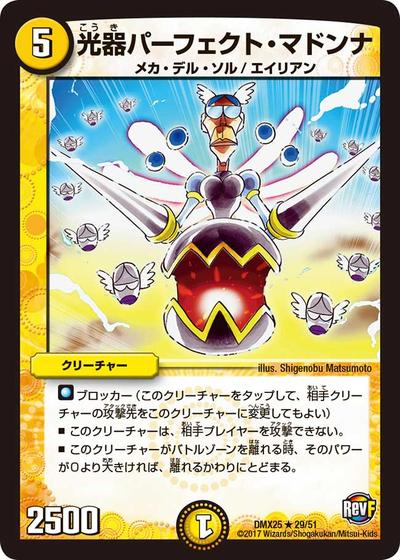 5
こうき
光器パーフェクト・マドンナ
メカ・デル・ソル / エイリアン
クリーチャー
illus. Shigenobu Matsumoto
ブロッカー (このクリーチャーをタップして、相手クリー
チャーの攻撃先をこのクリーチャーに変更してもよい)
■ このクリーチャーは、相手プレイヤーを攻撃できない。
■ このクリーチャーがバトルゾーンを離れる時、そのパワー
が0より大きければ、離れるかわりにとどまる。
2500
1
DMX25 ★ 29/51
©2017 Wizards/Shogakukan/Mitsui-Kids
RevF